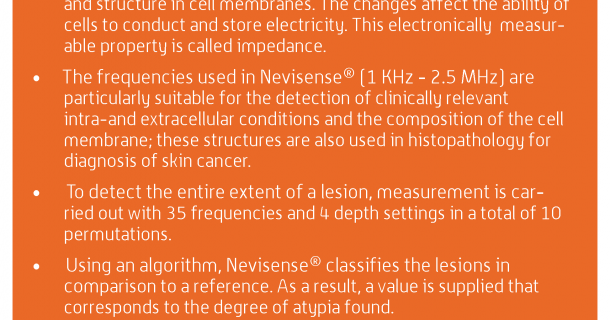 and structure in cell membranes. The changes affect the ability of
cells to conduct and store electricity. This electronically measur-
able property is called impedance.
• The frequencies used in Nevisense® (1 KHz - 2.5 MHz) are
particularly suitable for the detection of clinically relevant
intra-and extracellular conditions and the composition of the cell
membrane; these structures are also used in histopathology for
diagnosis of skin cancer.
• To detect the entire extent of a lesion, measurement is car-
ried out with 35 frequencies and 4 depth settings in a total of 10
permutations.
• Using an algorithm, Nevisense® classifies the lesions in
comparison to a reference. As a result, a value is supplied that
corresponds to the degree of atypia found.